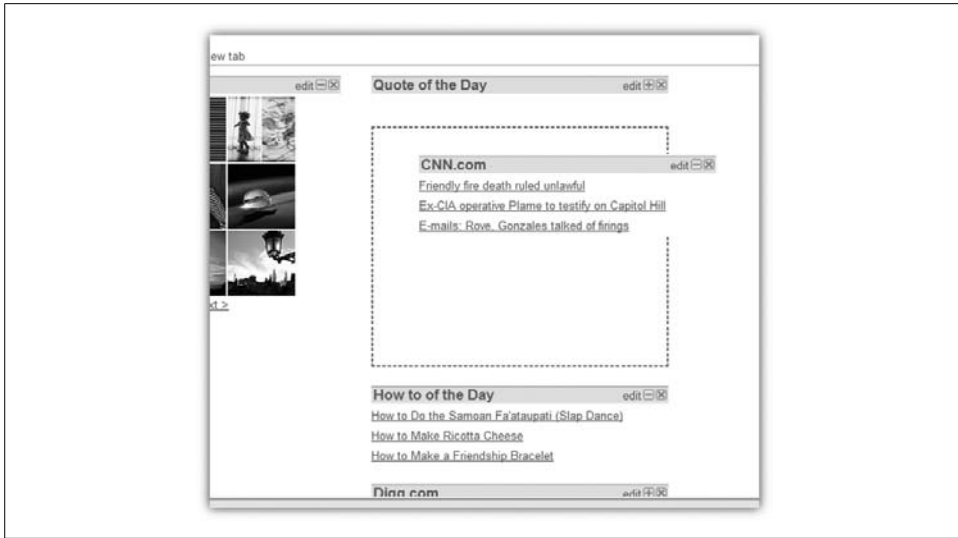 ew tab
edit
Quote of the Day edit
CNN.com edit
Friendly fire death ruled unlawful
Ex-CIA operative Plame to testify on Capitol Hill
E-mails: Rove, Gonzales talked of firings
xt >
How to of the Day edit
How to Do the Samoan Fa'ataupati (Slap Dance)
How to Make Ricotta Cheese
How to Make a Friendship Bracelet
Digg.com edit